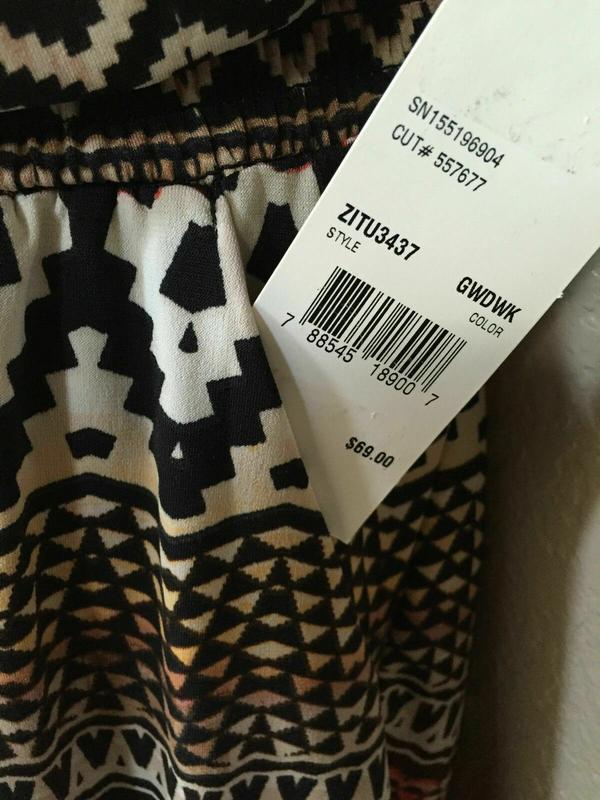 SN155196904
CUT# 557677
ZITU3437
STYLE
GWDWK
COLOR
7 88545 18900 7
$69.00